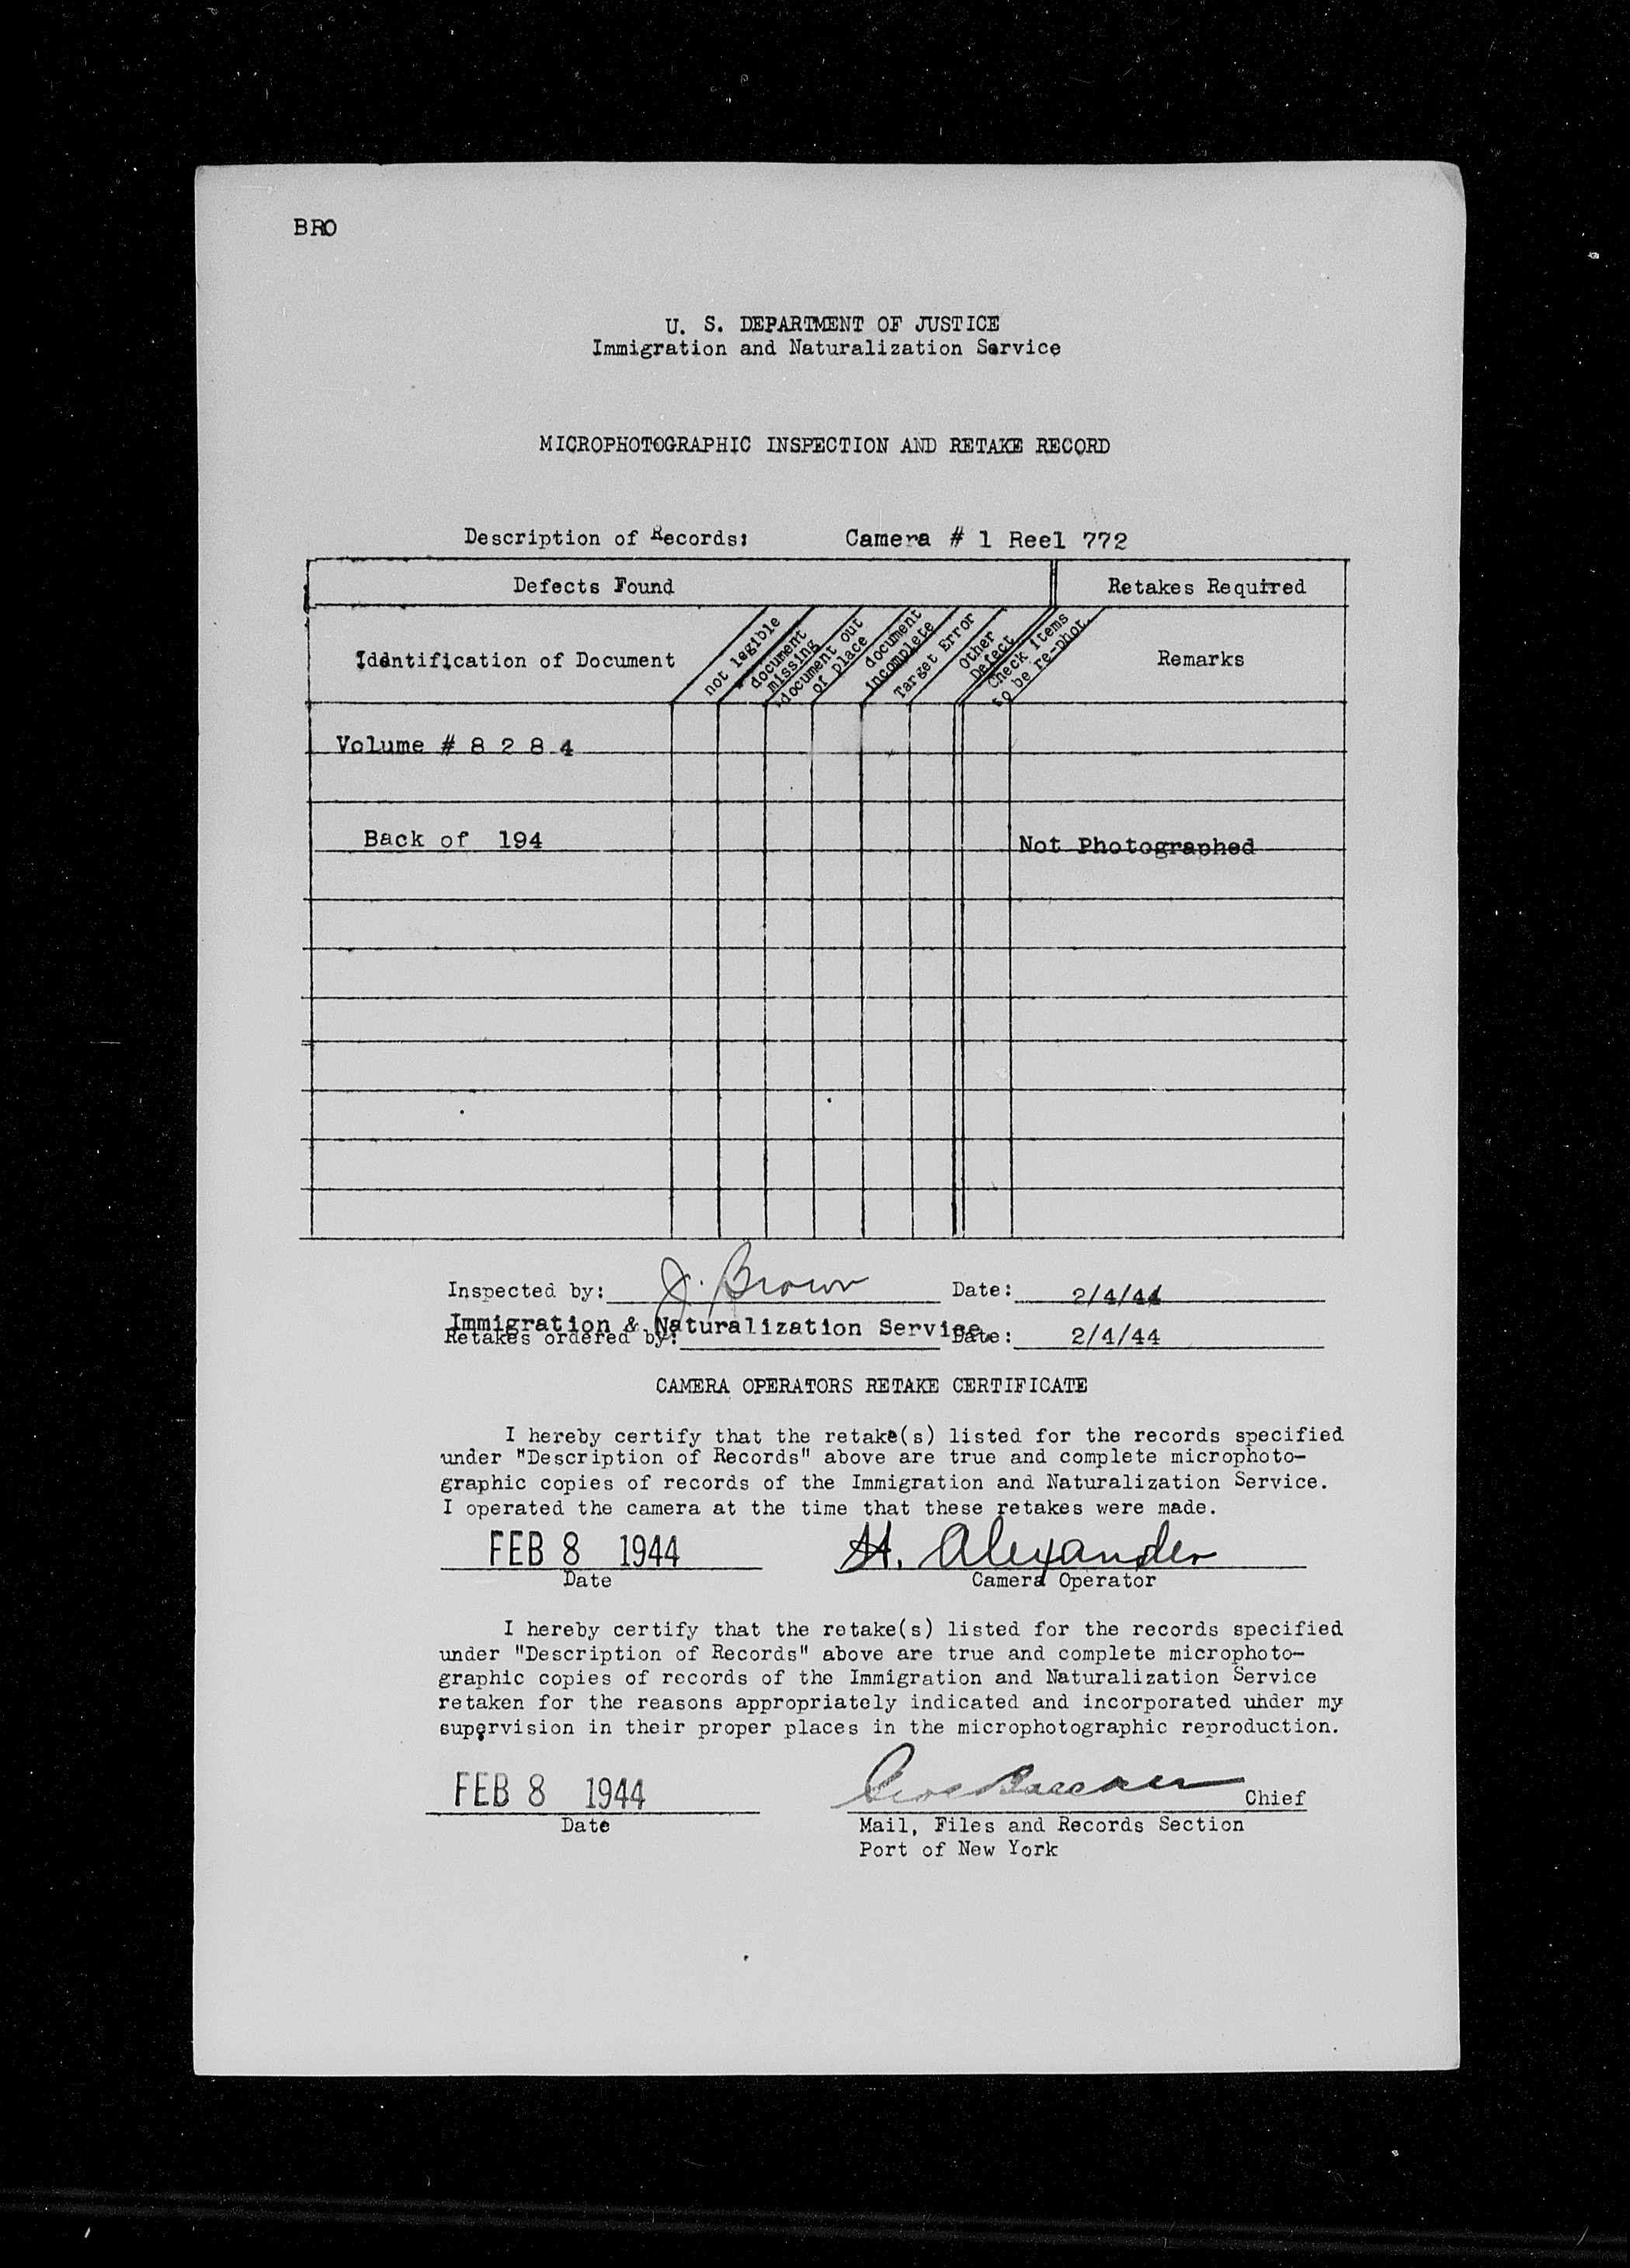 BRO
U. S. DEPARTMENT OF JUSTICE
Immigration and Naturalization Service
MICROPHOTOGRAPHIC INSPECTION AND RETAKE RECORD
Description of Records: Camera # 1 Reel 772
Defects Found Retakes Required
Identification of Document
not legible
document
missing
document out
of place
document
incomplete
Target Error
Other
Defect
Check items
to be re-phot.
Remarks
Volume # 8 2 8 4
Back of 194 Not Photographed
Inspected by: J. Brown Date: 2/4/44
Immigration & Naturalization Service
Retakes ordered by: Date: 2/4/44
CAMERA OPERATORS RETAKE CERTIFICATE
I hereby certify that the retake(s) listed for the records specified
under "Description of Records" above are true and complete microphoto-
graphic copies of records of the Immigration and Naturalization Service.
I operated the camera at the time that these retakes were made.
FEB 8 1944 H. Alexander
Date Camera Operator
I hereby certify that the retake(s) listed for the records specified
under "Description of Records" above are true and complete microphoto-
graphic copies of records of the Immigration and Naturalization Service
retaken for the reasons appropriately indicated and incorporated under my
supervision in their proper places in the microphotographic reproduction.
FEB 8 1944 Chief
Date Mail, Files and Records Section
Port of New York